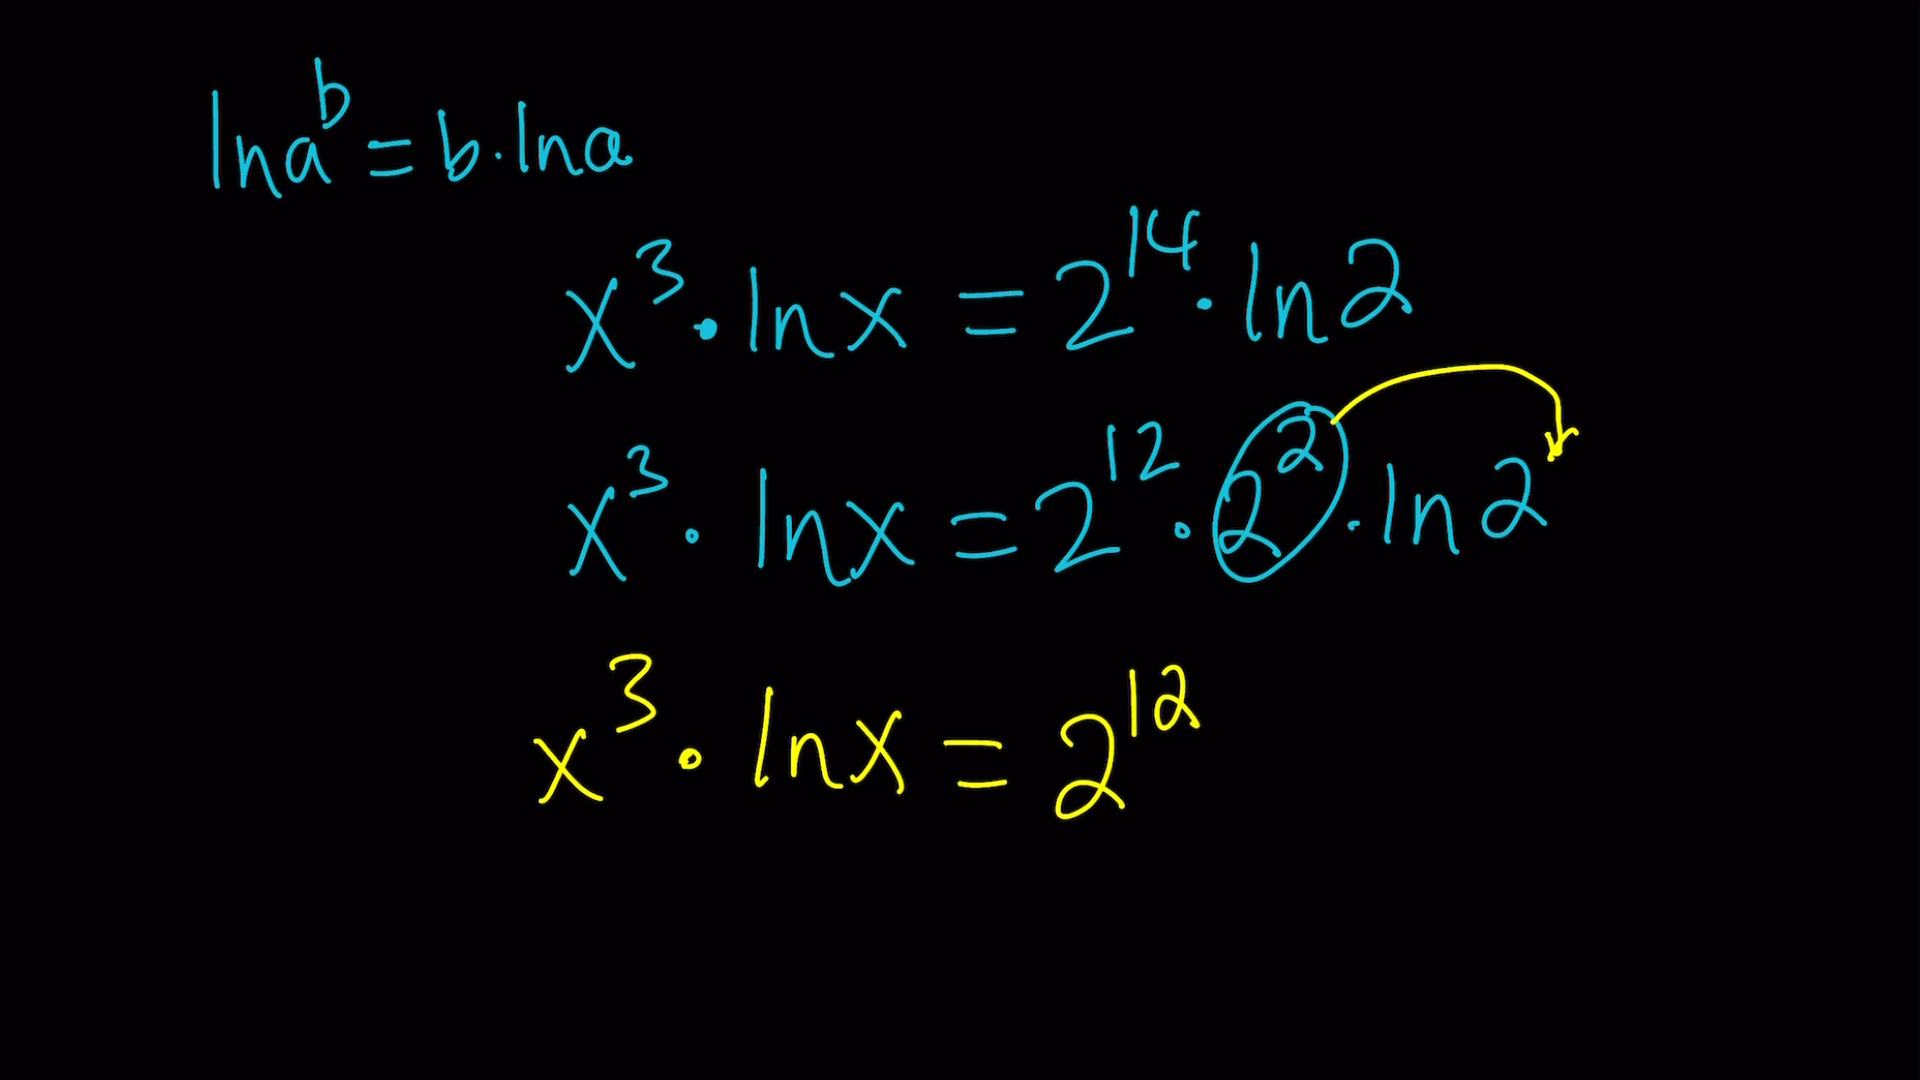 ln a^b = b · ln a
x^3 · ln x = 2^14 · ln 2
x^3 · ln x = 2^12 · 2^2 · ln 2
x^3 · ln x = 2^12